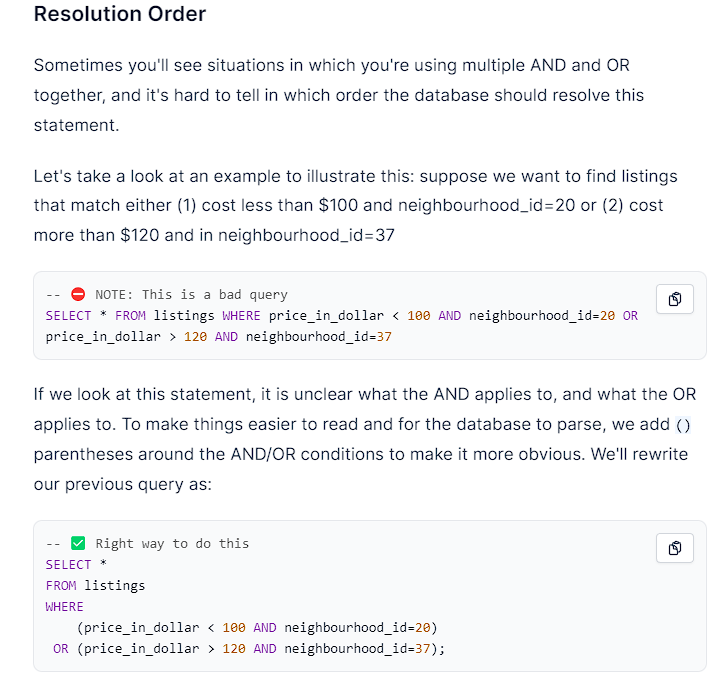 Resolution Order
Sometimes you'll see situations in which you're using multiple AND and OR
together, and it's hard to tell in which order the database should resolve this
statement.
Let's take a look at an example to illustrate this: suppose we want to find listings
that match either (1) cost less than $100 and neighbourhood_id=20 or (2) cost
more than $120 and in neighbourhood_id=37
-- ⛔ NOTE: This is a bad query
SELECT * FROM listings WHERE price_in_dollar < 100 AND neighbourhood_id=20 OR
price_in_dollar > 120 AND neighbourhood_id=37
If we look at this statement, it is unclear what the AND applies to, and what the OR
applies to. To make things easier to read and for the database to parse, we add ()
parentheses around the AND/OR conditions to make it more obvious. We'll rewrite
our previous query as:
-- ✅ Right way to do this
SELECT *
FROM listings
WHERE
    (price_in_dollar < 100 AND neighbourhood_id=20)
 OR (price_in_dollar > 120 AND neighbourhood_id=37);